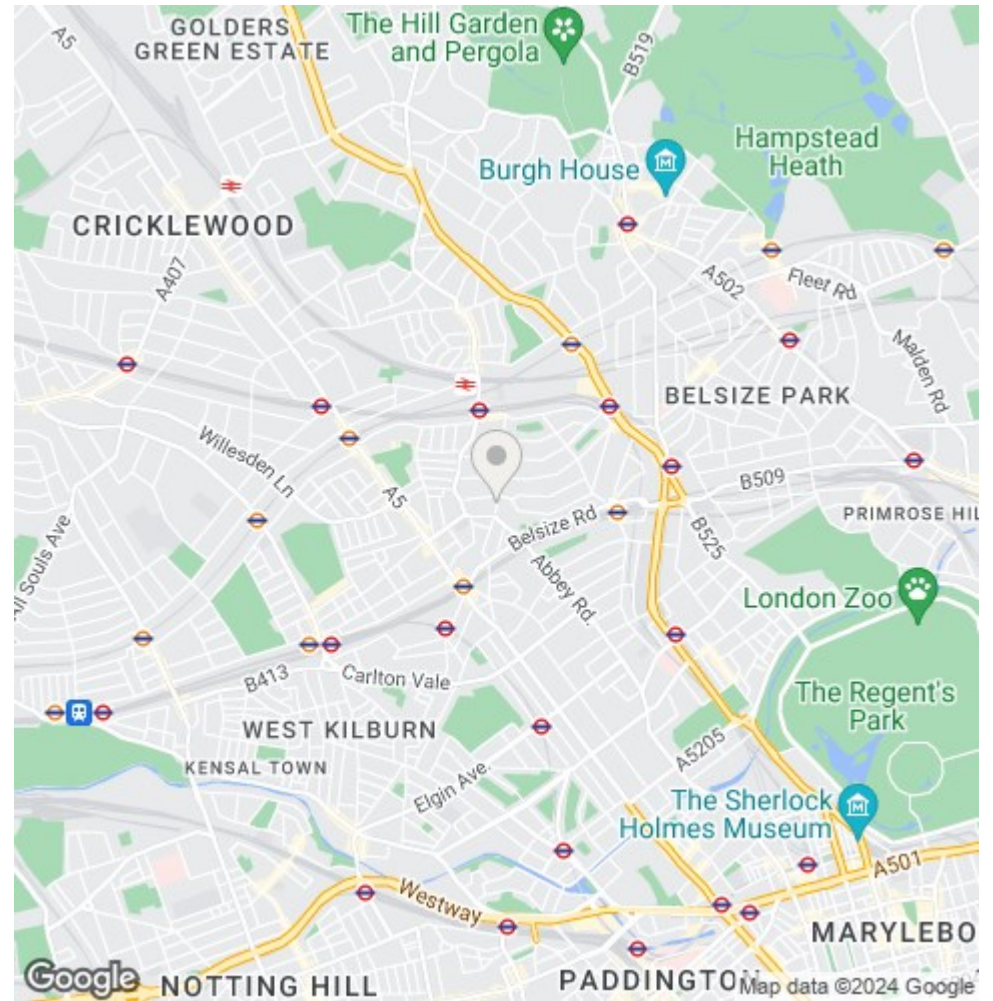 A5
GOLDERS
GREEN ESTATE
The Hill Garden
and Pergola
B519
Hampstead
Heath
Burgh House
CRICKLEWOOD
A407
A502
Fleet Rd
Malden Rd
BELSIZE PARK
Willesden Ln
A5
B509
Belsize Rd
B525
PRIMROSE HIL
All Souls Ave
Abbey Rd.
London Zoo
B413
Carlton Vale
The Regent's
Park
WEST KILBURN
KENSAL TOWN
A5205
Elgin Ave.
The Sherlock
Holmes Museum
A501
Westway
MARYLEBO
Google
NOTTING HILL
PADDINGTON
Map data ©2024 Google